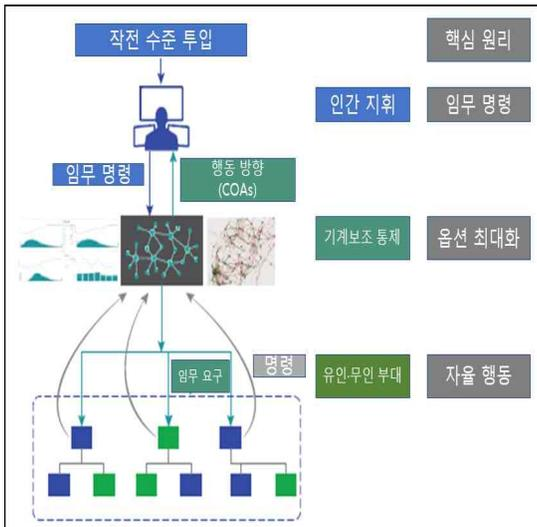 작전 수준 투입
핵심 원리
인간 지휘
임무 명령
임무 명령
행동 방향
(COAs)
기계보조 통제
옵션 최대화
임무 요구
명령
유인·무인 부대
자율 행동